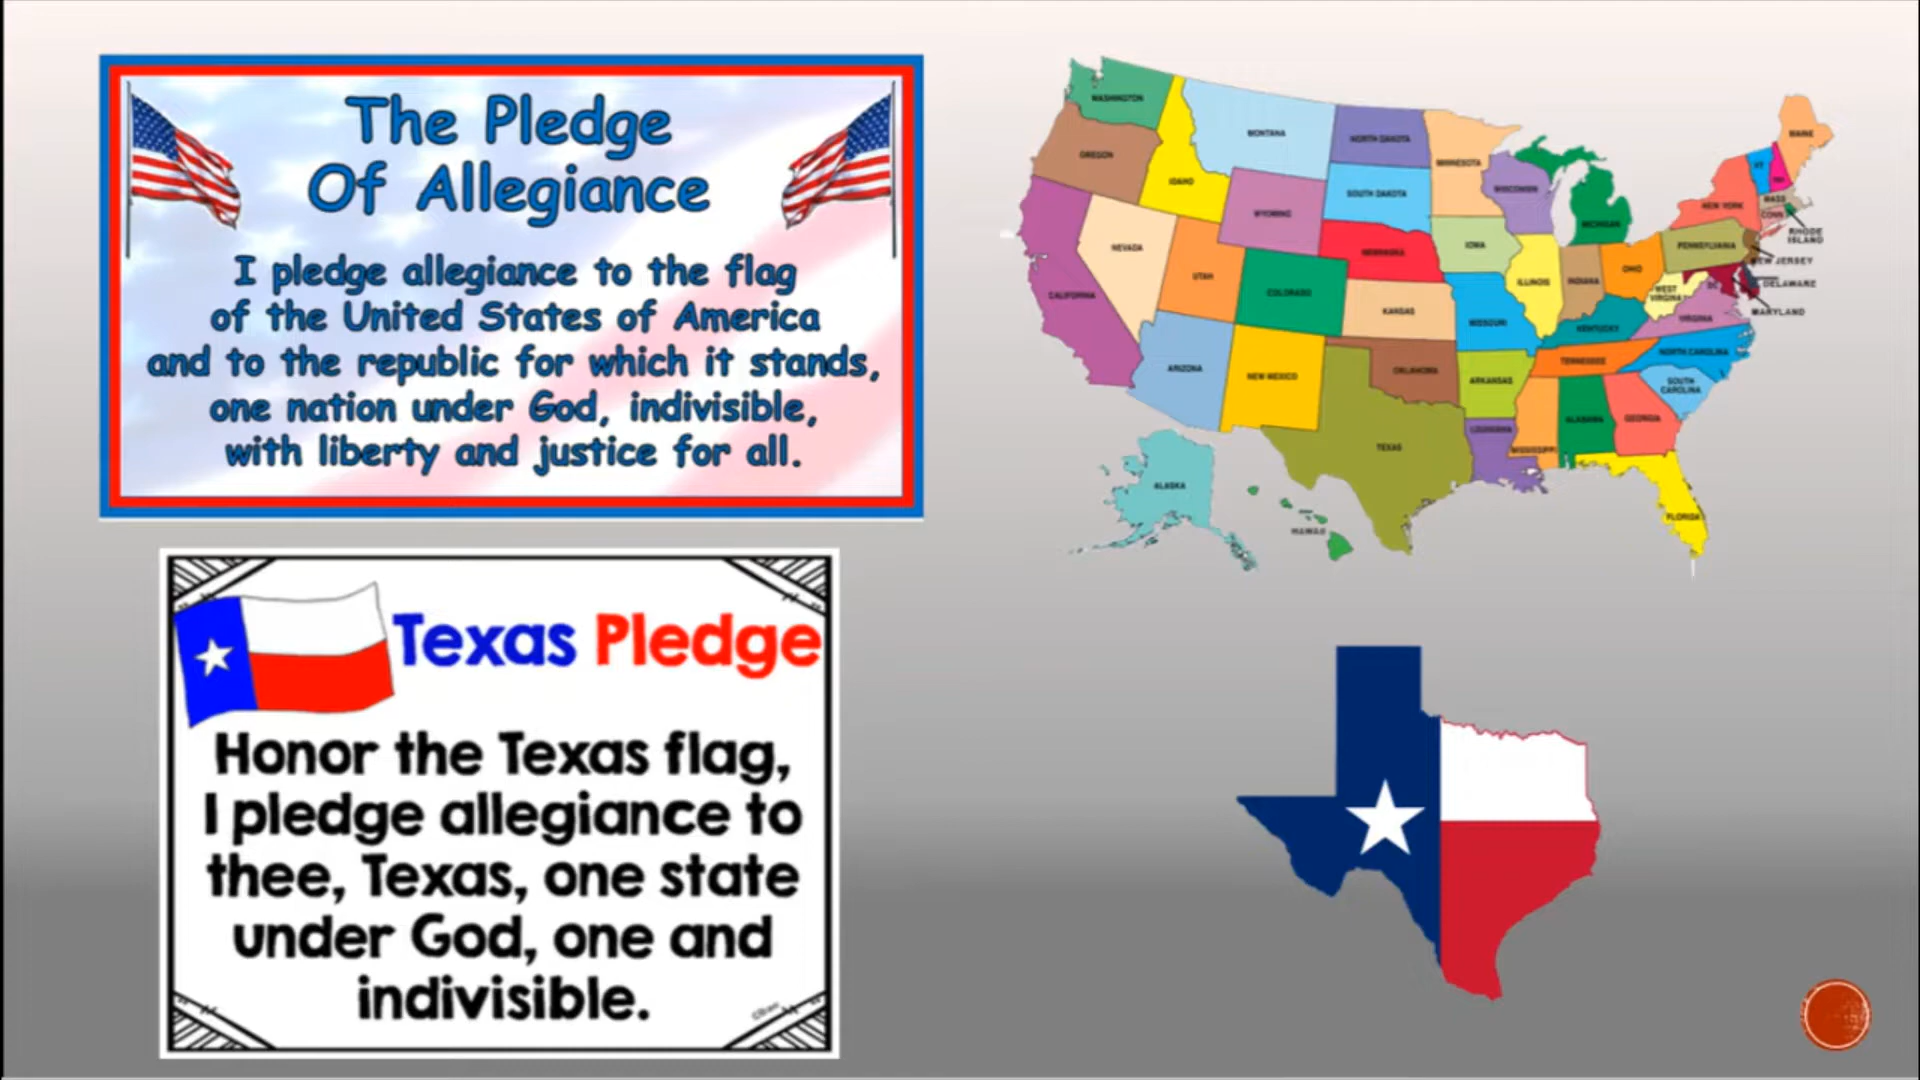 The Pledge
Of Allegiance
I pledge allegiance to the flag
of the United States of America
and to the republic for which it stands,
one nation under God, indivisible,
with liberty and justice for all.
Texas Pledge
Honor the Texas flag,
I pledge allegiance to
thee, Texas, one state
under God, one and
indivisible.
WASHINGTON
OREGON
IDAHO
MONTANA
NORTH DAKOTA
MINNESOTA
SOUTH DAKOTA
WYOMING
WISCONSIN
MICHIGAN
NEW YORK
VT
NH
MAINE
MASS
CONN
RHODE
ISLAND
NEVADA
UTAH
CALIFORNIA
COLORADO
NEBRASKA
IOWA
ILLINOIS
INDIANA
OHIO
PENNSYLVANIA
NEW JERSEY
DELAWARE
MARYLAND
DC
WEST
VIRGINIA
VIRGINIA
KANSAS
MISSOURI
KENTUCKY
ARIZONA
NEW MEXICO
OKLAHOMA
ARKANSAS
TENNESSEE
NORTH CAROLINA
SOUTH
CAROLINA
TEXAS
LOUISIANA
MISSISSIPPI
ALABAMA
GEORGIA
FLORIDA
ALASKA
HAWAII